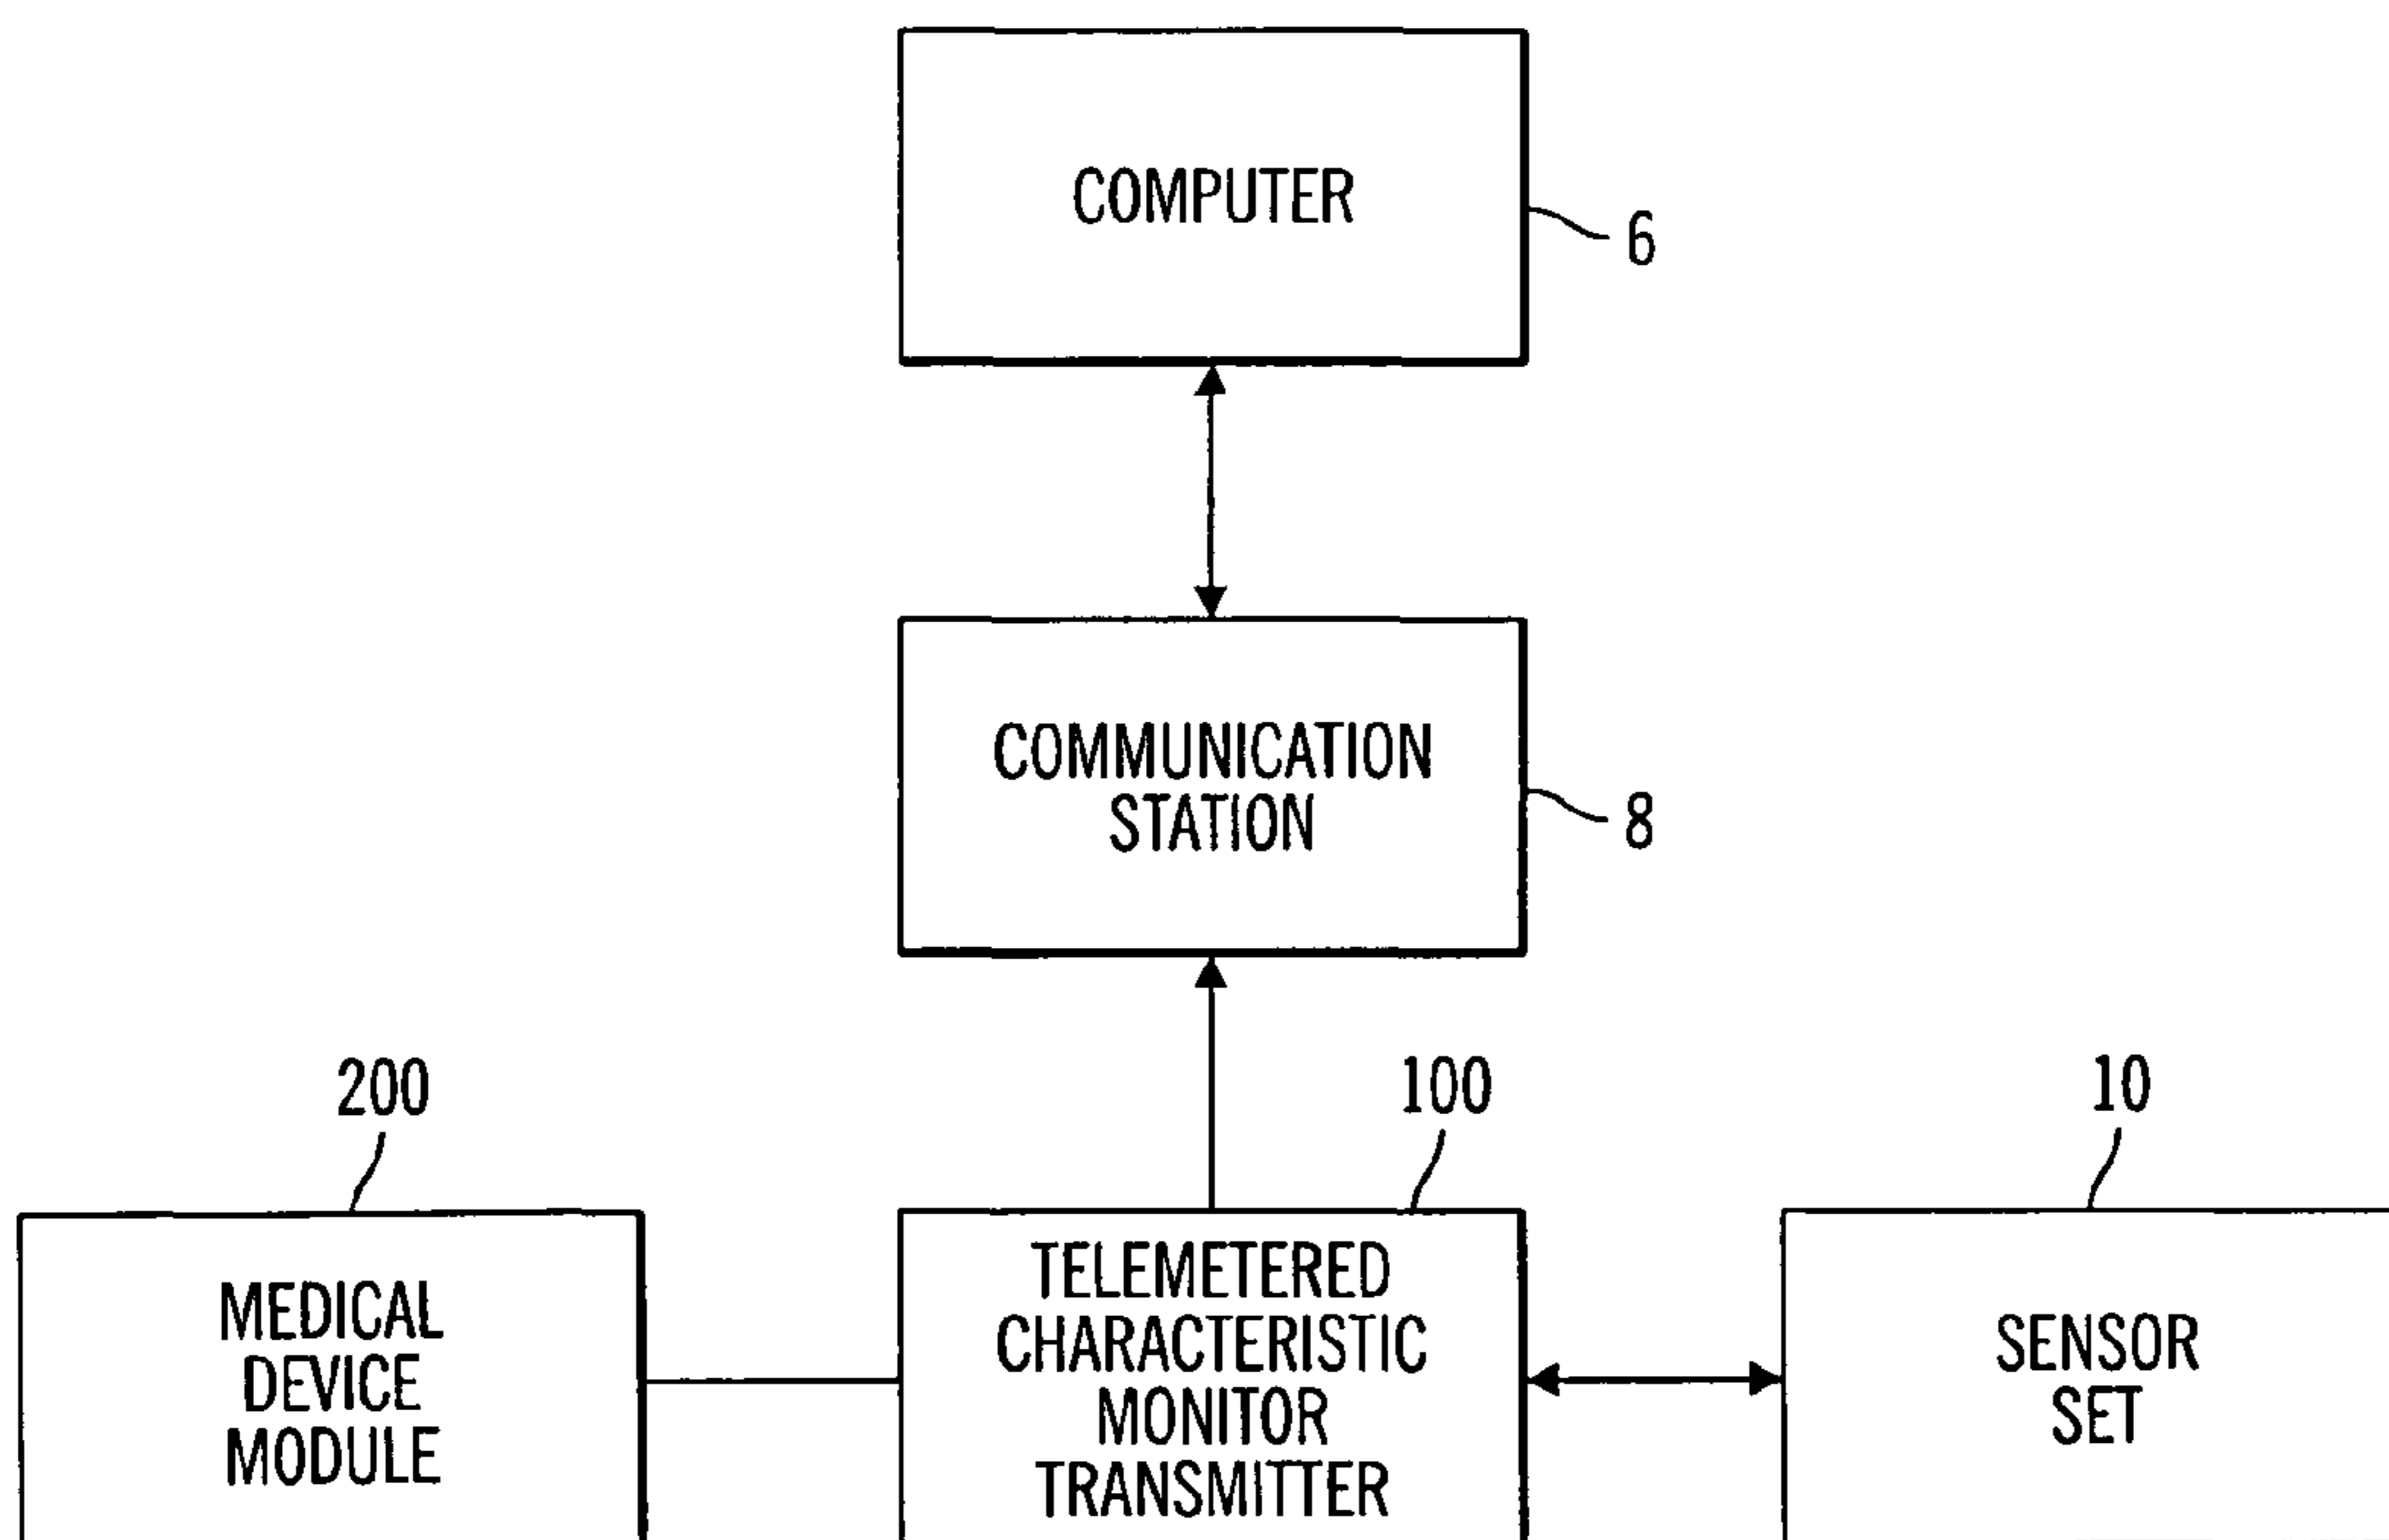 COMPUTER
6
COMMUNICATION
STATION
8
200
100
10
MEDICAL
DEVICE
MODULE
TELEMETERED
CHARACTERISTIC
MONITOR
TRANSMITTER
SENSOR
SET